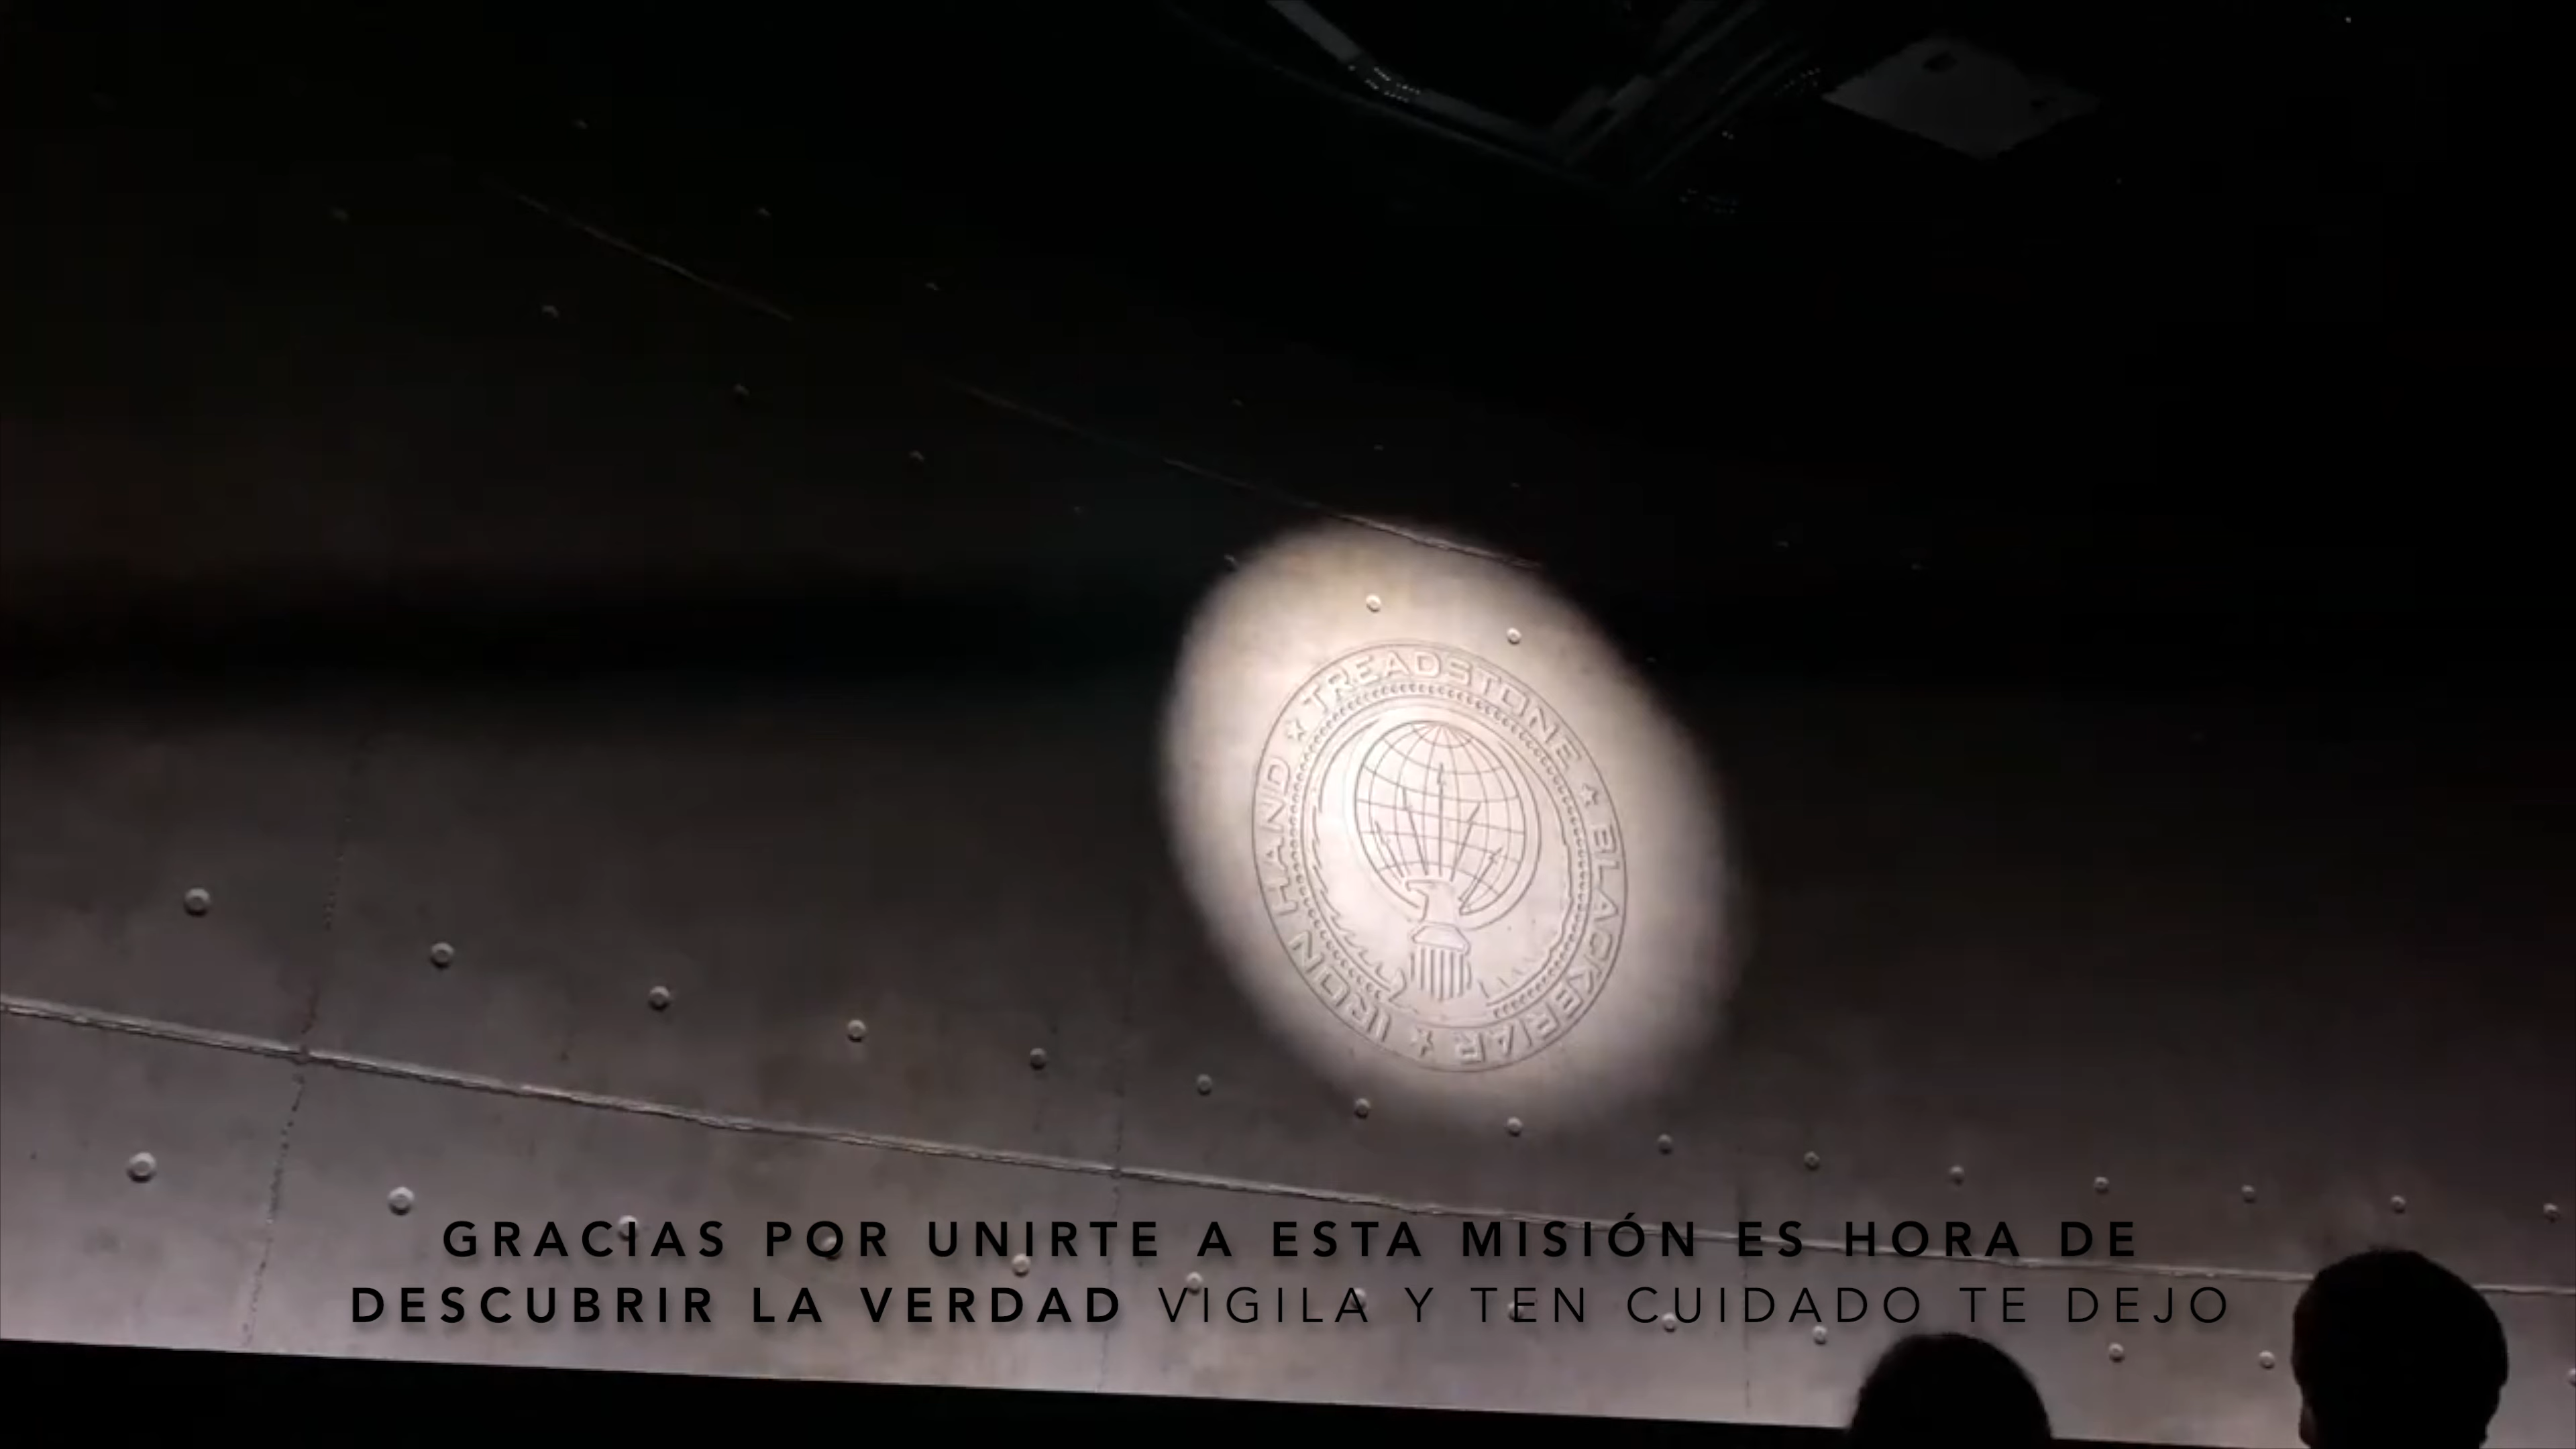 TREADSTONE ★ BLACKBRIAR ★ IRON HAND ★
GRACIAS POR UNIRTE A ESTA MISIÓN ES HORA DE
DESCUBRIR LA VERDAD VIGILA Y TEN CUIDADO TE DEJO